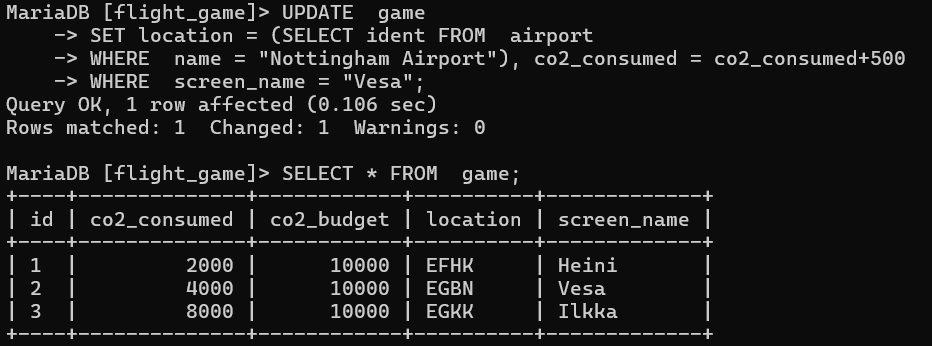 MariaDB [flight_game]> UPDATE  game
    -> SET location = (SELECT ident FROM  airport
    -> WHERE  name = "Nottingham Airport"), co2_consumed = co2_consumed+500
    -> WHERE  screen_name = "Vesa";
Query OK, 1 row affected (0.106 sec)
Rows matched: 1  Changed: 1  Warnings: 0

MariaDB [flight_game]> SELECT * FROM  game;
+----+--------------+------------+----------+-------------+
| id | co2_consumed | co2_budget | location | screen_name |
+----+--------------+------------+----------+-------------+
| 1  |         2000 |      10000 | EFHK     | Heini       |
| 2  |         4000 |      10000 | EGBN     | Vesa        |
| 3  |         8000 |      10000 | EGKK     | Ilkka       |
+----+--------------+------------+----------+-------------+